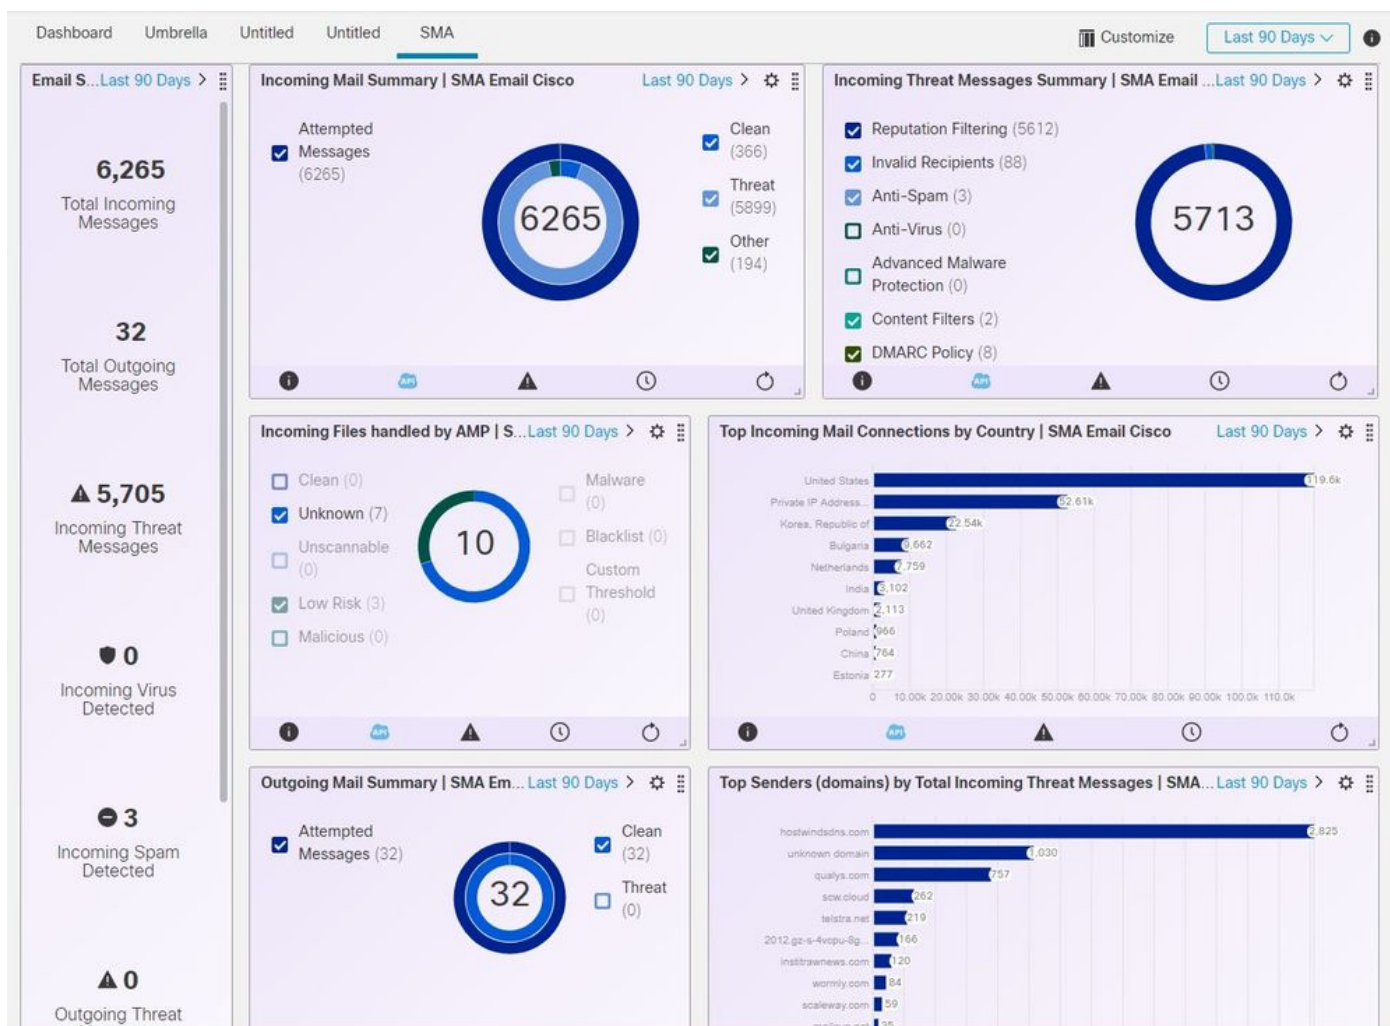 Dashboard Umbrella Untitled Untitled SMA
Customize Last 90 Days
Email S... Last 90 Days
6,265
Total Incoming
Messages
32
Total Outgoing
Messages
5,705
Incoming Threat
Messages
0
Incoming Virus
Detected
3
Incoming Spam
Detected
0
Outgoing Threat
Incoming Mail Summary | SMA Email Cisco Last 90 Days
Attempted
Messages
(6265)
6265
Clean
(366)
Threat
(5899)
Other
(194)
API
Incoming Threat Messages Summary | SMA Email ... Last 90 Days
Reputation Filtering (5612)
Invalid Recipients (88)
Anti-Spam (3)
Anti-Virus (0)
Advanced Malware
Protection (0)
Content Filters (2)
DMARC Policy (8)
5713
API
Incoming Files handled by AMP | S... Last 90 Days
Clean (0)
Unknown (7)
Unscannable
(0)
Low Risk (3)
Malicious (0)
10
Malware
(0)
Blacklist (0)
Custom
Threshold
(0)
API
Top Incoming Mail Connections by Country | SMA Email Cisco Last 90 Days
United States 119.6k
Private IP Address... 52.61k
Korea, Republic of 22.54k
Bulgaria 9,662
Netherlands 7,759
India 3,102
United Kingdom 2,113
Poland 966
China 764
Estonia 277
0 10.00k 20.00k 30.00k 40.00k 50.00k 60.00k 70.00k 80.00k 90.00k 100.0k 110.0k
API
Outgoing Mail Summary | SMA Em... Last 90 Days
Attempted
Messages (32)
32
Clean
(32)
Threat
(0)
Top Senders (domains) by Total Incoming Threat Messages | SMA... Last 90 Days
hostwindsdns.com 2,825
unknown domain 1,030
qualys.com 757
scw.cloud 262
telstra.net 219
2012.gz-s-4vcpu-8g... 166
institrawnews.com 120
wormly.com 84
scaleway.com 59
35